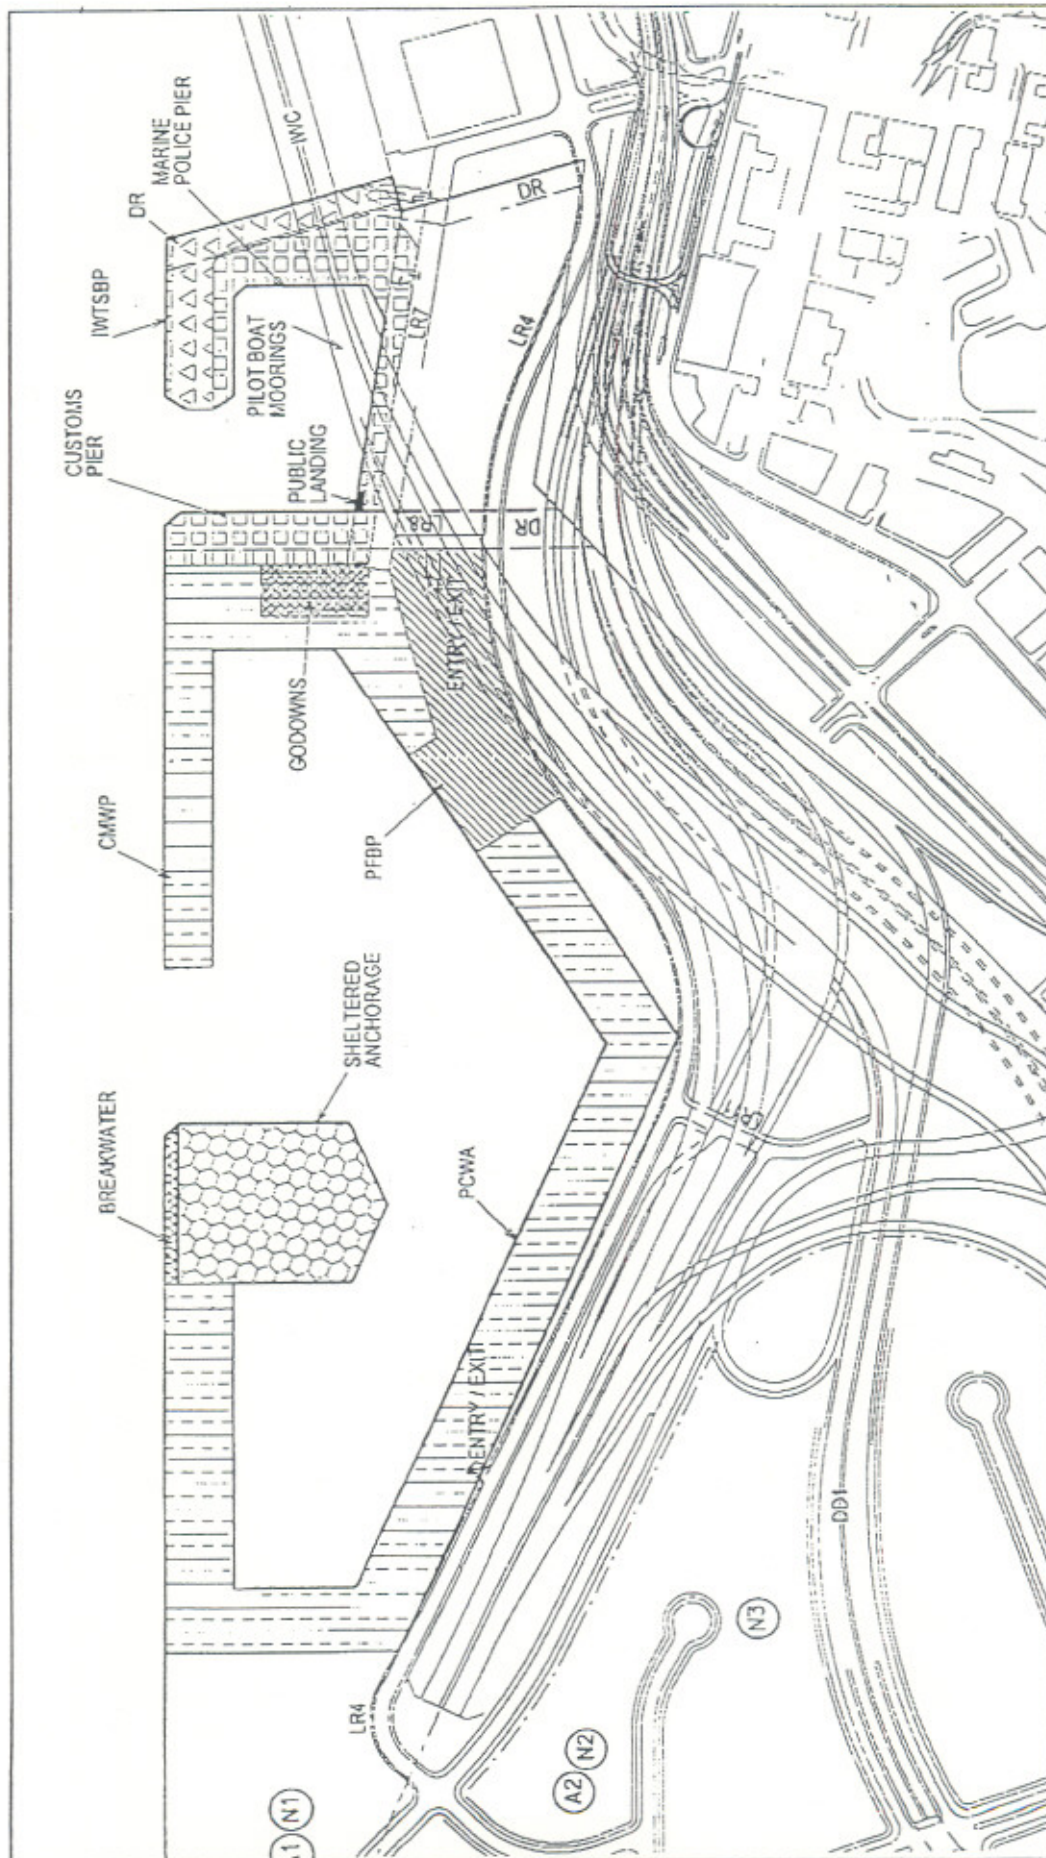 BREAKWATER
SHELTERED
ANCHORAGE
CMWP
CUSTOMS
PIER
IWTSBP
DR
MARINE
POLICE PIER
IWC
PILOT BOAT
MOORINGS
PUBLIC
LANDING
GODOWNS
PFBP
PCWA
ENTRY / EXIT
ENTRY / EXIT
LR8
DR
LR7
DR
LR4
LR4
DD1
N1
A2
N2
N3